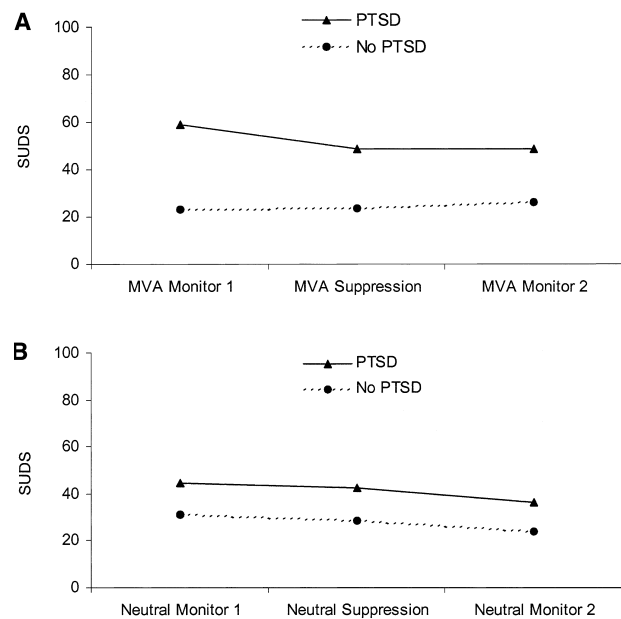 A
PTSD
No PTSD
100
80
60
40
20
0
SUDS
MVA Monitor 1 MVA Suppression MVA Monitor 2
B
PTSD
No PTSD
100
80
60
40
20
0
SUDS
Neutral Monitor 1 Neutral Suppression Neutral Monitor 2